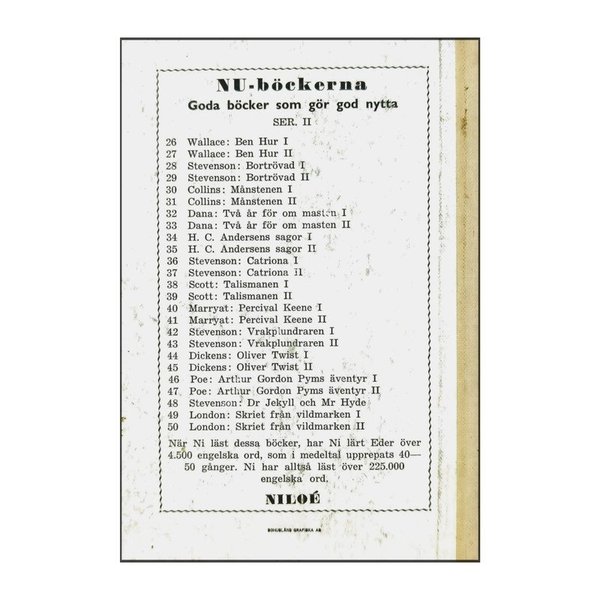 NU-böckerna
Goda böcker som gör god nytta
SER. II
26 Wallace: Ben Hur I
27 Wallace: Ben Hur II
28 Stevenson: Bortrövad I
29 Stevenson: Bortrövad II
30 Collins: Månstenen I
31 Collins: Månstenen II
32 Dana: Två år för om masten I
33 Dana: Två år för om masten II
34 H. C. Andersens sagor I
35 H. C. Andersens sagor II
36 Stevenson: Catriona I
37 Stevenson: Catriona II
38 Scott: Talismanen I
39 Scott: Talismanen II
40 Marryat: Percival Keene I
41 Marryat: Percival Keene II
42 Stevenson: Vrakplundraren I
43 Stevenson: Vrakplundraren II
44 Dickens: Oliver Twist I
45 Dickens: Oliver Twist II
46 Poe: Arthur Gordon Pyms äventyr I
47 Poe: Arthur Gordon Pyms äventyr II
48 Stevenson: Dr Jekyll och Mr Hyde
49 London: Skriet från vildmarken I
50 London: Skriet från vildmarken II
När Ni läst dessa böcker, har Ni lärt Eder över
4.500 engelska ord, som i medeltal upprepats 40—
50 gånger. Ni har alltså läst över 225.000
engelska ord.
NILOÉ
BOHUSLÄNS GRAFISKA AB